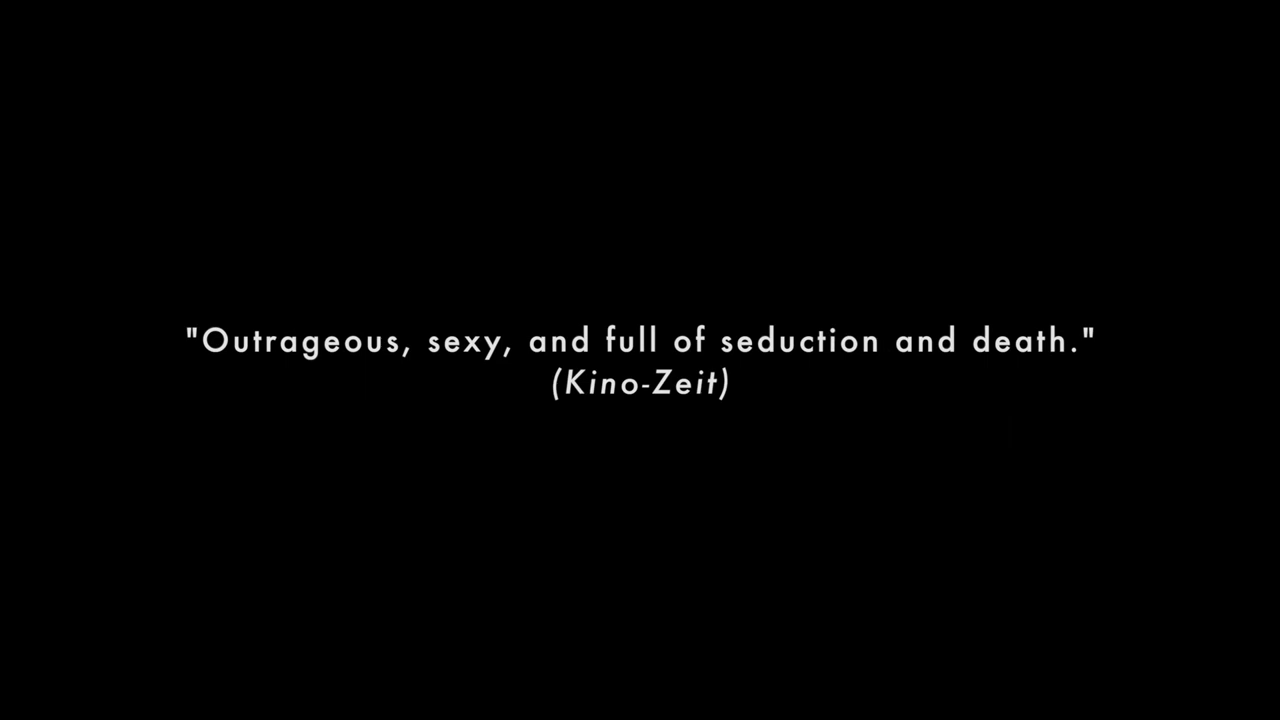 "Outrageous, sexy, and full of seduction and death."
(Kino-Zeit)